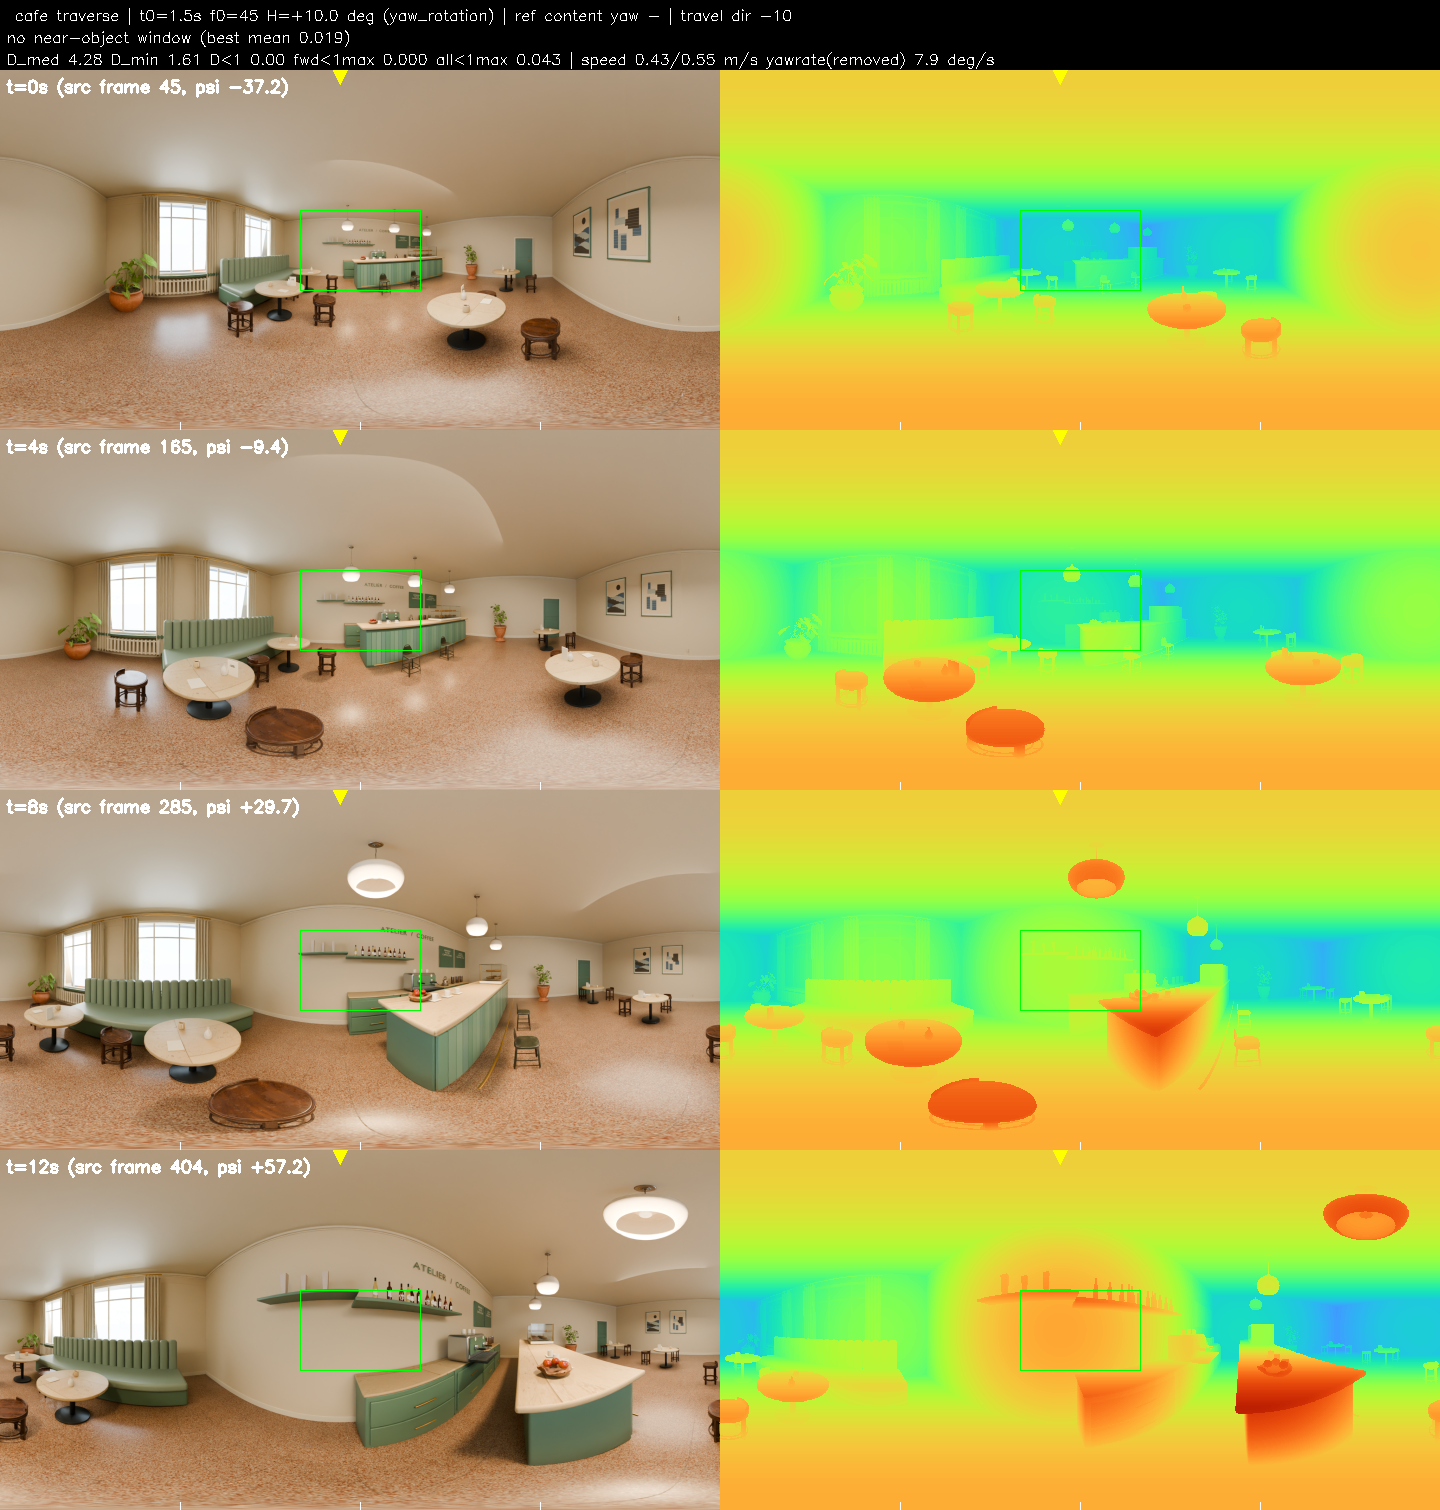 cafe traverse | t0=1.5s f0=45 H=+10.0 deg (yaw_rotation) | ref content yaw - | travel dir -10
no near-object window (best mean 0.019)
D_med 4.28 D_min 1.61 D<1 0.00 fwd<1max 0.000 all<1max 0.043 | speed 0.43/0.55 m/s yawrate(removed) 7.9 deg/s
t=0s (src frame 45, psi -37.2)
t=4s (src frame 165, psi -9.4)
ATELIER / COFFEE
t=8s (src frame 285, psi +29.7)
ATELIER / COFFEE
t=12s (src frame 404, psi +57.2)
ATELIER / COFFEE